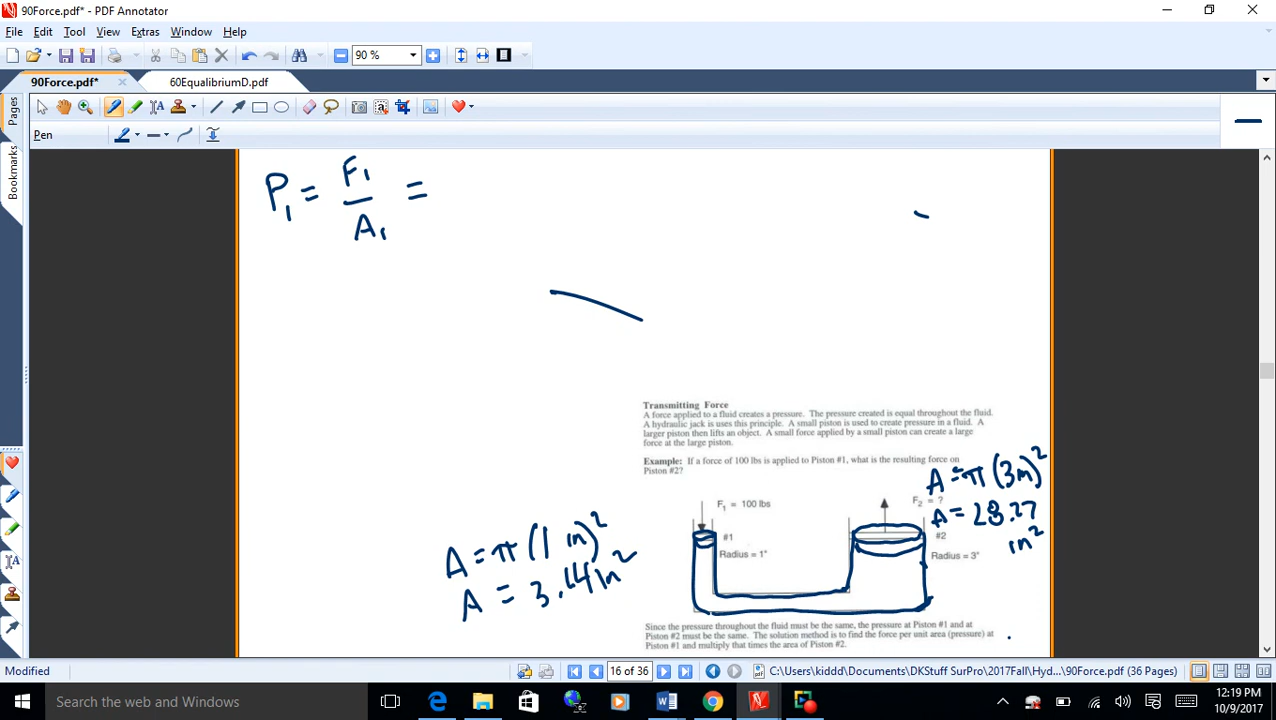 90Force.pdf* - PDF Annotator
File Edit Tool View Extras Window Help
90 %
90Force.pdf* 60EqualibriumD.pdf
Pen
Pages
Bookmarks
P1 = F1/A1 =
Transmitting Force
A force applied to a fluid creates a pressure. The pressure created is equal throughout the fluid.
A hydraulic jack is uses this principle. A small piston is used to create pressure in a fluid. A
larger piston then lifts an object. A small force applied by a small piston can create a large
force at the large piston.
Example: If a force of 100 lbs is applied to Piston #1, what is the resulting force on
Piston #2?
A = π (3 in)²
F1 = 100 lbs
F2 = ?
A = 28.27
in²
#1
#2
Radius = 1"
Radius = 3"
A = π (1 in)²
A = 3.14 in²
Since the pressure throughout the fluid must be the same, the pressure at Piston #1 and at
Piston #2 must be the same. The solution method is to find the force per unit area (pressure) at
Piston #1 and multiply that times the area of Piston #2.
Modified
16 of 36
C:\Users\kiddd\Documents\DKStuff SurPro\2017Fall\Hyd...\90Force.pdf (36 Pages)
Search the web and Windows
12:19 PM
10/9/2017